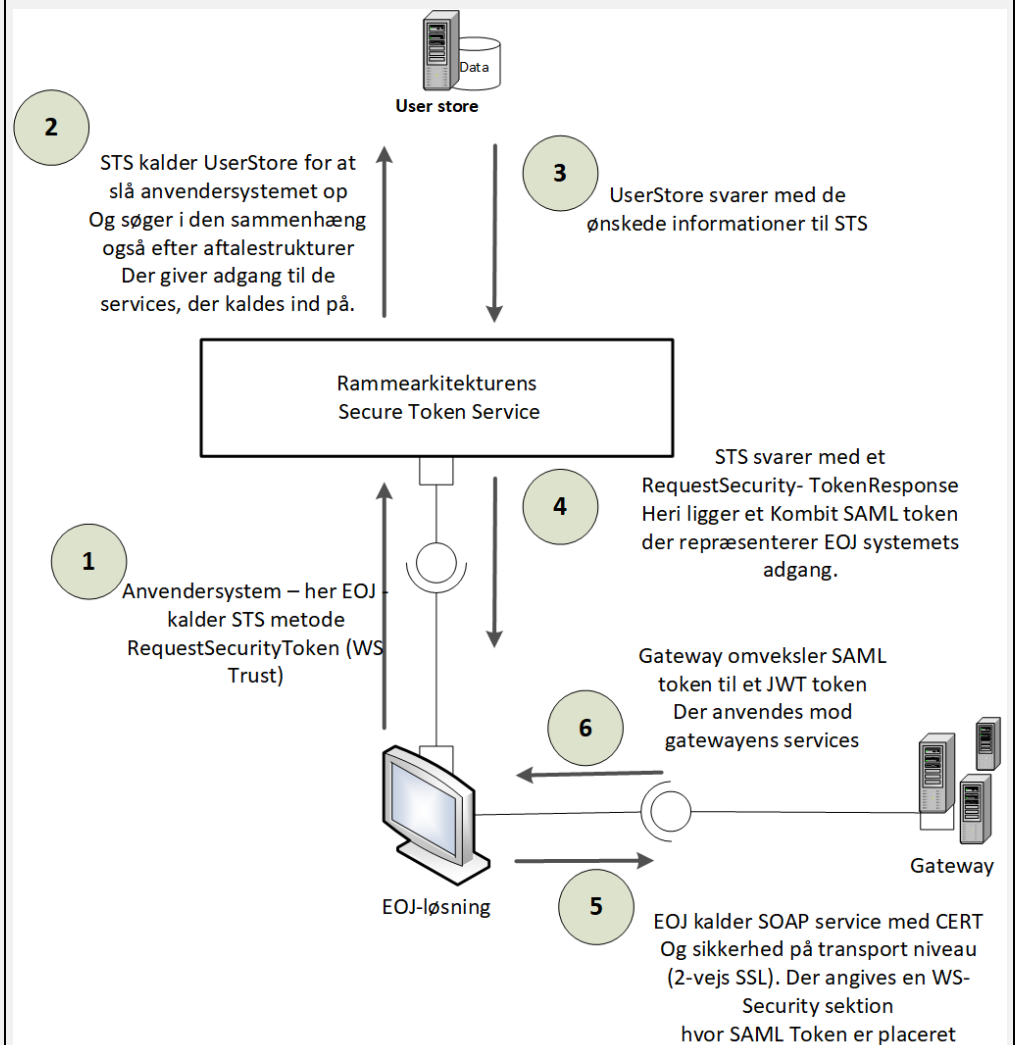 Data
User store
2
STS kalder UserStore for at
slå anvendersystemet op
Og søger i den sammenhæng
også efter aftalestrukturer
Der giver adgang til de
services, der kaldes ind på.
3
UserStore svarer med de
ønskede informationer til STS
Rammearkitekturens
Secure Token Service
1
Anvendersystem – her EOJ -
kalder STS metode
RequestSecurityToken (WS
Trust)
4
STS svarer med et
RequestSecurity- TokenResponse
Heri ligger et Kombit SAML token
der repræsenterer EOJ systemets
adgang.
Gateway omveksler SAML
token til et JWT token
Der anvendes mod
gatewayens services
6
Gateway
EOJ-løsning
5
EOJ kalder SOAP service med CERT
Og sikkerhed på transport niveau
(2-vejs SSL). Der angives en WS-
Security sektion
hvor SAML Token er placeret